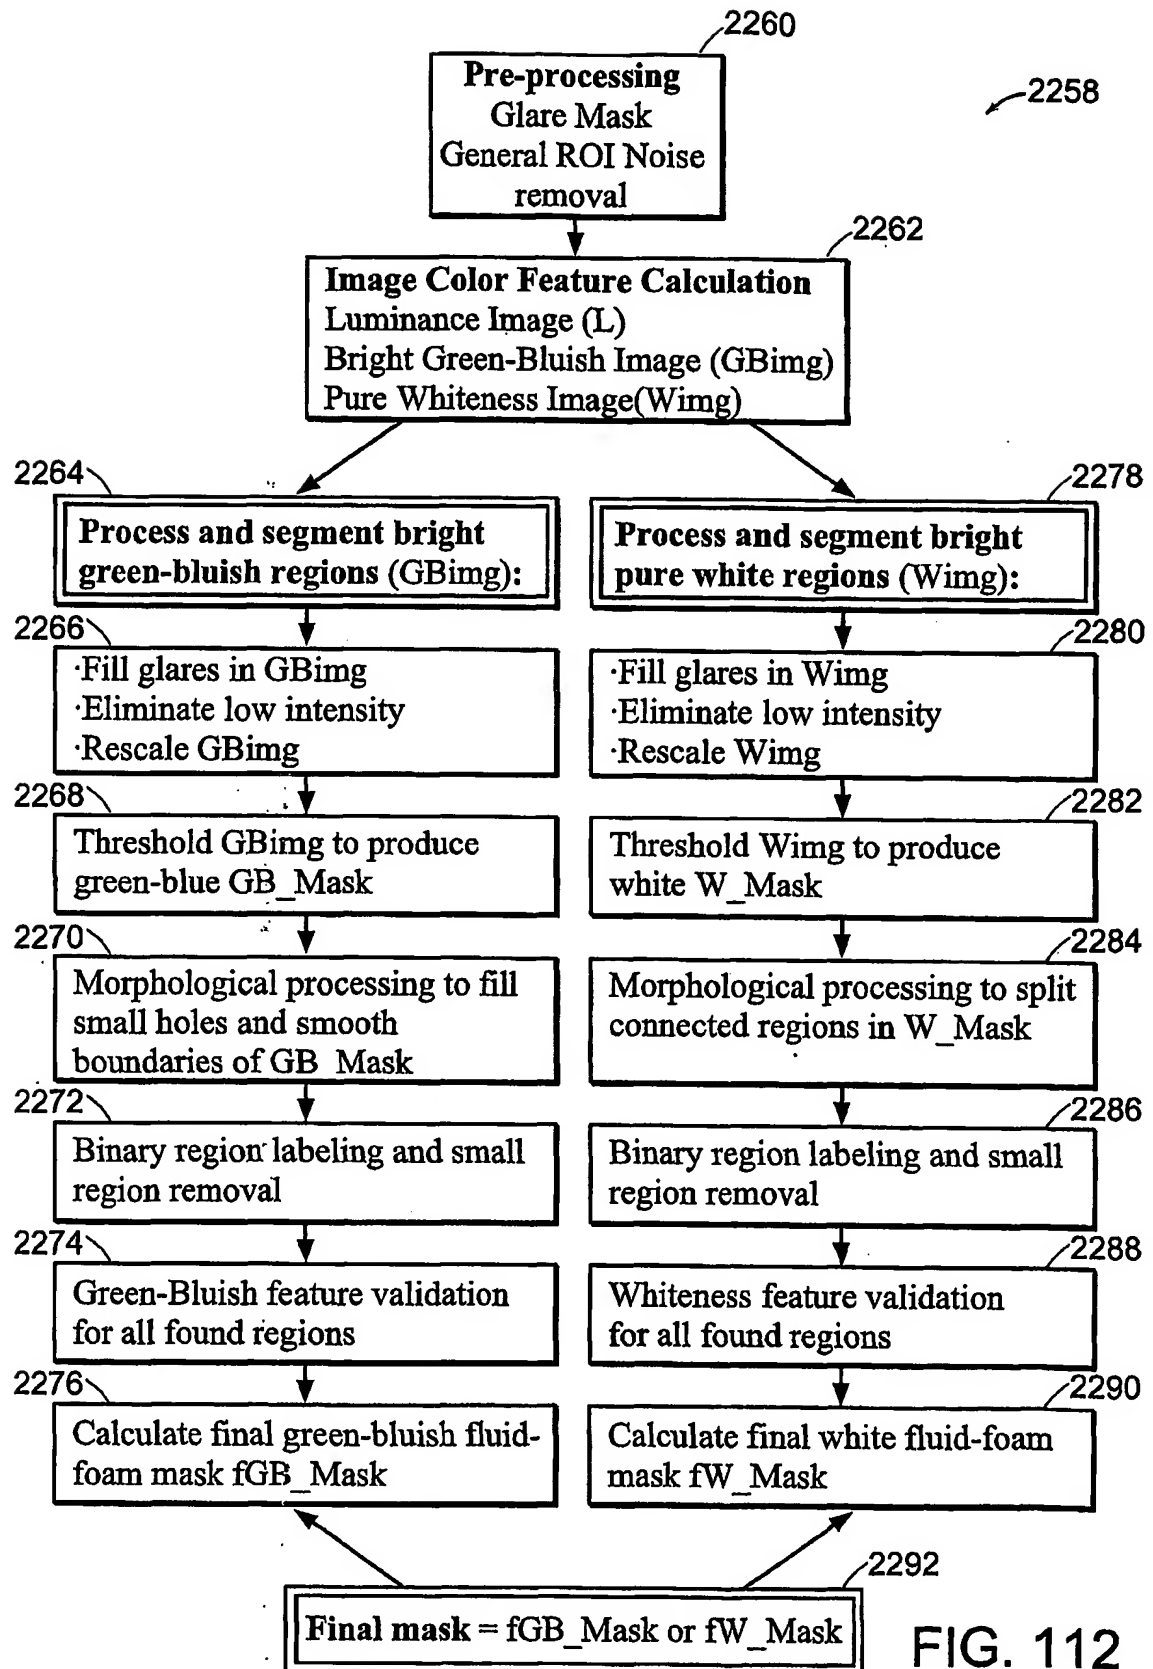 2260
Pre-processing
Glare Mask
General ROI Noise
removal
2258
2262
Image Color Feature Calculation
Luminance Image (L)
Bright Green-Bluish Image (GBimg)
Pure Whiteness Image(Wimg)
2264
Process and segment bright
green-bluish regions (GBimg):
2266
·Fill glares in GBimg
·Eliminate low intensity
·Rescale GBimg
2268
Threshold GBimg to produce
green-blue GB_Mask
2270
Morphological processing to fill
small holes and smooth
boundaries of GB_Mask
2272
Binary region labeling and small
region removal
2274
Green-Bluish feature validation
for all found regions
2276
Calculate final green-bluish fluid-
foam mask fGB_Mask
2278
Process and segment bright
pure white regions (Wimg):
2280
·Fill glares in Wimg
·Eliminate low intensity
·Rescale Wimg
2282
Threshold Wimg to produce
white W_Mask
2284
Morphological processing to split
connected regions in W_Mask
2286
Binary region labeling and small
region removal
2288
Whiteness feature validation
for all found regions
2290
Calculate final white fluid-foam
mask fW_Mask
2292
Final mask = fGB_Mask or fW_Mask
FIG. 112